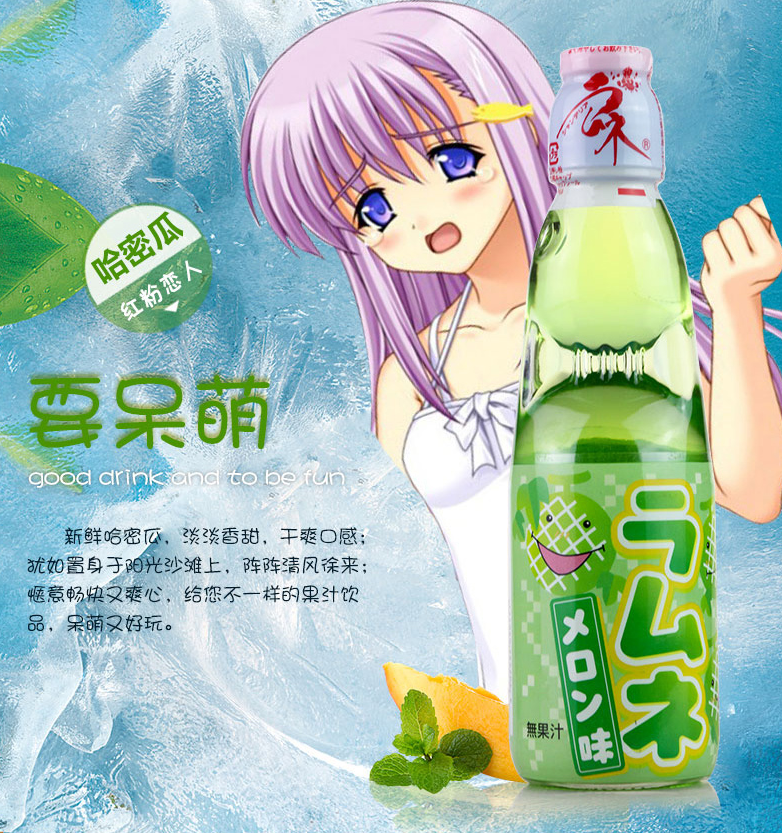 哈密瓜
红粉恋人
要呆萌
good drink and to be fun
新鲜哈密瓜，淡淡香甜，干爽口感；
犹如置身于阳光沙滩上，阵阵清风徐来；
惬意畅快又爽心，给您不一样的果汁饮
品，呆萌又好玩。
ラムネ
メロン味
無果汁